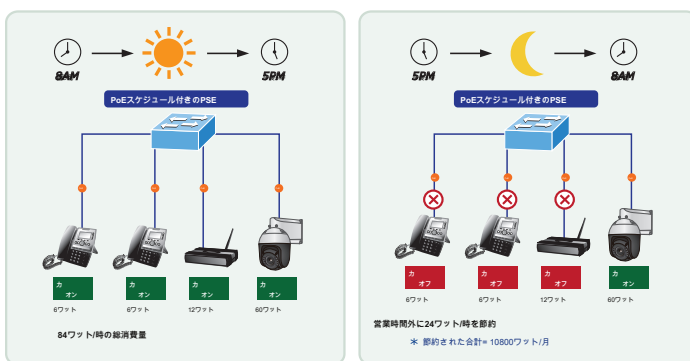 8AM
5PM
PoEスケジュール付きのPSE
カ
オン
カ
オン
カ
オン
カ
オン
6ワット
6ワット
12ワット
60ワット
84ワット/時の総消費量
5PM
8AM
PoEスケジュール付きのPSE
カ
オフ
カ
オフ
カ
オフ
カ
オン
6ワット
6ワット
12ワット
60ワット
営業時間外に24ワット/時を節約
* 節約された合計= 10800ワット/月